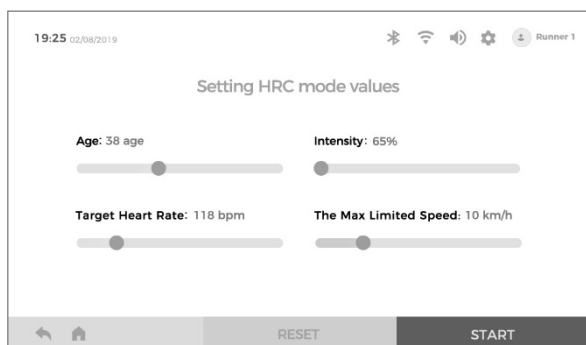 19:25 02/08/2019 Runner 1
Setting HRC mode values
Age: 38 age Intensity: 65%
Target Heart Rate: 118 bpm The Max Limited Speed: 10 km/h
RESET START